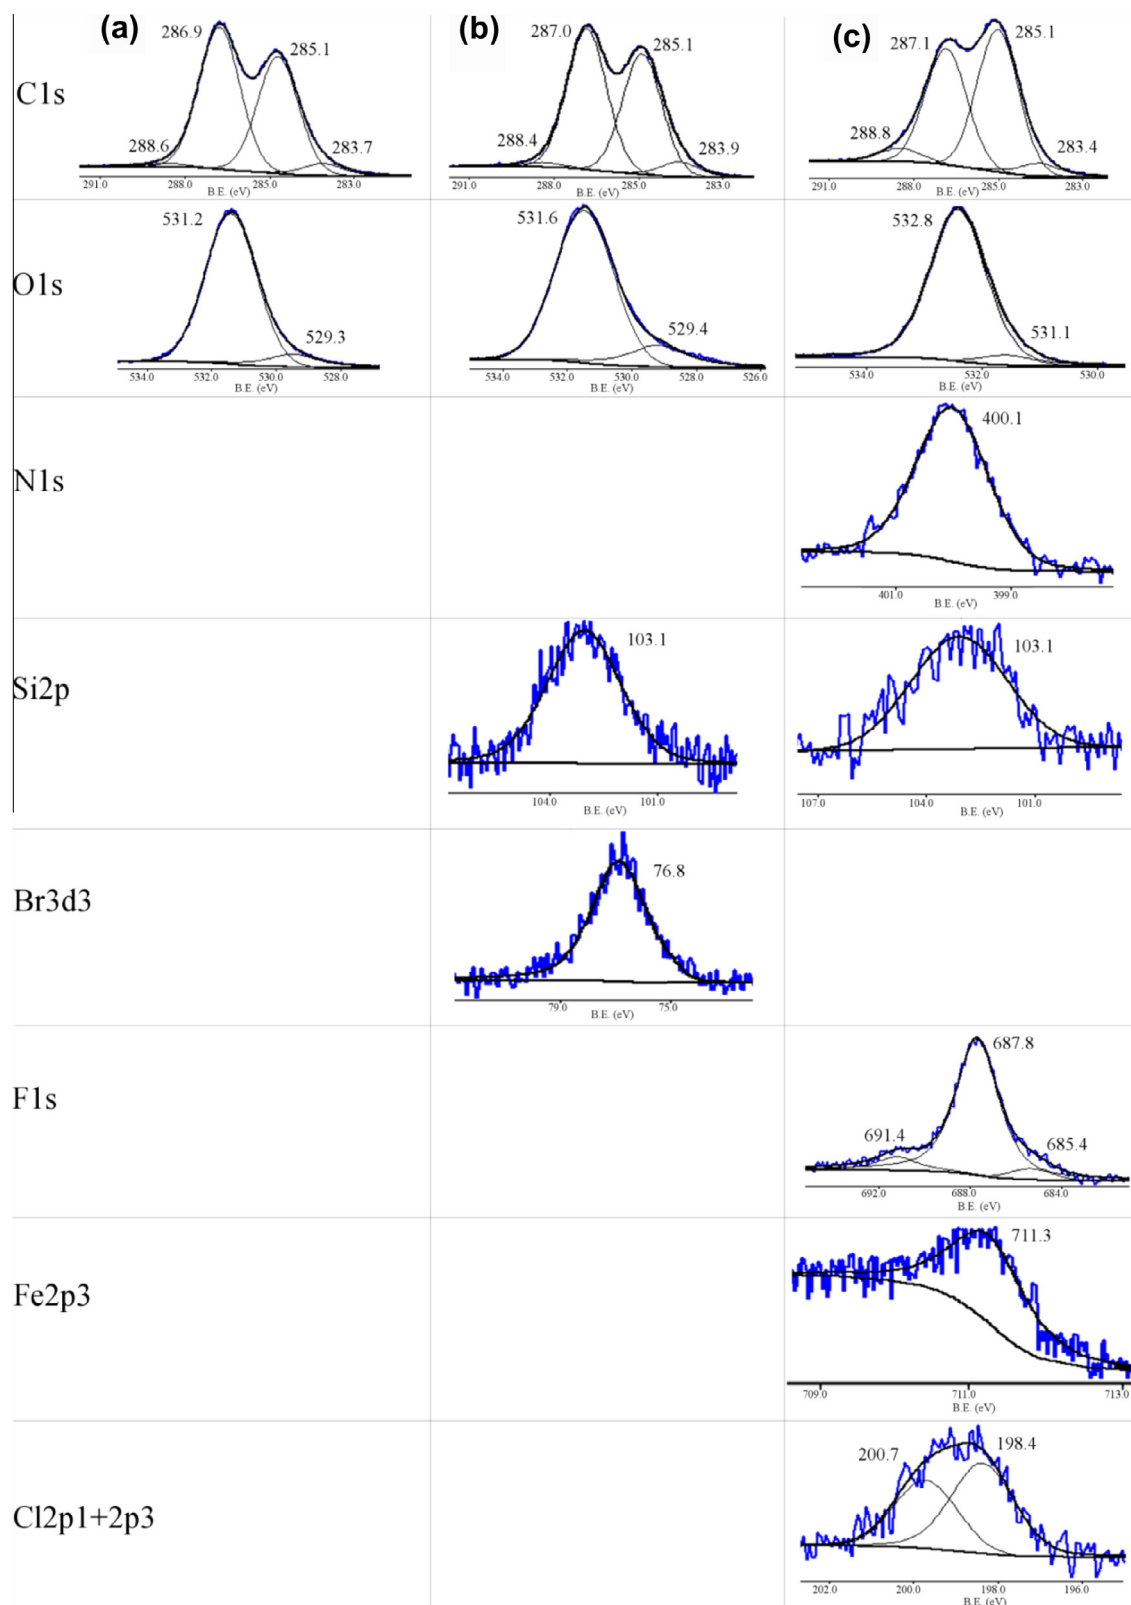 (a) (b) (c)
C1s
286.9 285.1 288.6 283.7
291.0 288.0 285.0 283.0
B.E. (eV)
287.0 285.1 288.4 283.9
291.0 288.0 285.0 283.0
B.E. (eV)
287.1 285.1 288.8 283.4
291.0 288.0 285.0 283.0
B.E. (eV)
O1s
531.2 529.3
534.0 532.0 530.0 528.0
B.E. (eV)
531.6 529.4
534.0 532.0 530.0 528.0 526.0
B.E. (eV)
532.8 531.1
534.0 532.0 530.0
B.E. (eV)
N1s
400.1
401.0 399.0
B.E. (eV)
Si2p
103.1
104.0 101.0
B.E. (eV)
103.1
107.0 104.0 101.0
B.E. (eV)
Br3d3
76.8
79.0 75.0
B.E. (eV)
F1s
687.8
691.4 685.4
692.0 688.0 684.0
B.E. (eV)
Fe2p3
711.3
709.0 711.0 713.0
B.E. (eV)
Cl2p1+2p3
200.7 198.4
202.0 200.0 198.0 196.0
B.E. (eV)